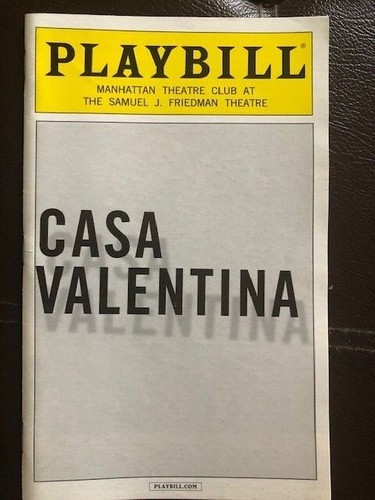 PLAYBILL®
MANHATTAN THEATRE CLUB AT
THE SAMUEL J. FRIEDMAN THEATRE
CASA
VALENTINA
PLAYBILL.COM